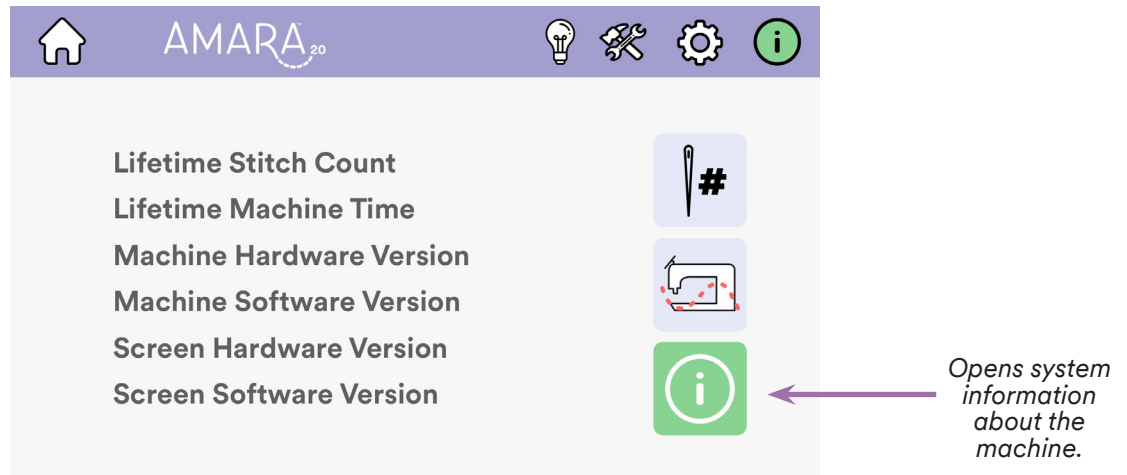 AMARA™ 20
Lifetime Stitch Count
#
Lifetime Machine Time
Machine Hardware Version
Machine Software Version
Screen Hardware Version
Screen Software Version
Opens system
information
about the
machine.